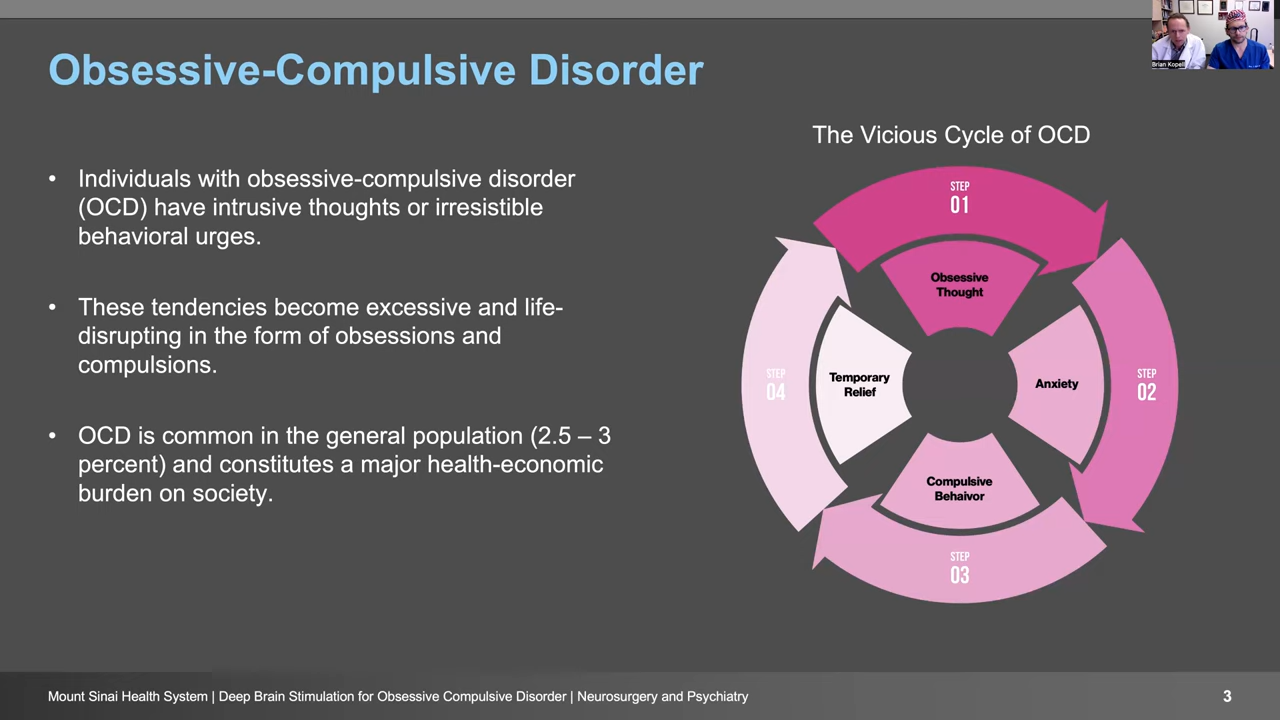 Brian Kopell
Obsessive-Compulsive Disorder
• Individuals with obsessive-compulsive disorder
(OCD) have intrusive thoughts or irresistible
behavioral urges.
• These tendencies become excessive and life-
disrupting in the form of obsessions and
compulsions.
• OCD is common in the general population (2.5 – 3
percent) and constitutes a major health-economic
burden on society.
The Vicious Cycle of OCD
STEP
01
Obsessive
Thought
STEP
02
Anxiety
STEP
03
Compulsive
Behaivor
STEP
04
Temporary
Relief
Mount Sinai Health System | Deep Brain Stimulation for Obsessive Compulsive Disorder | Neurosurgery and Psychiatry
3